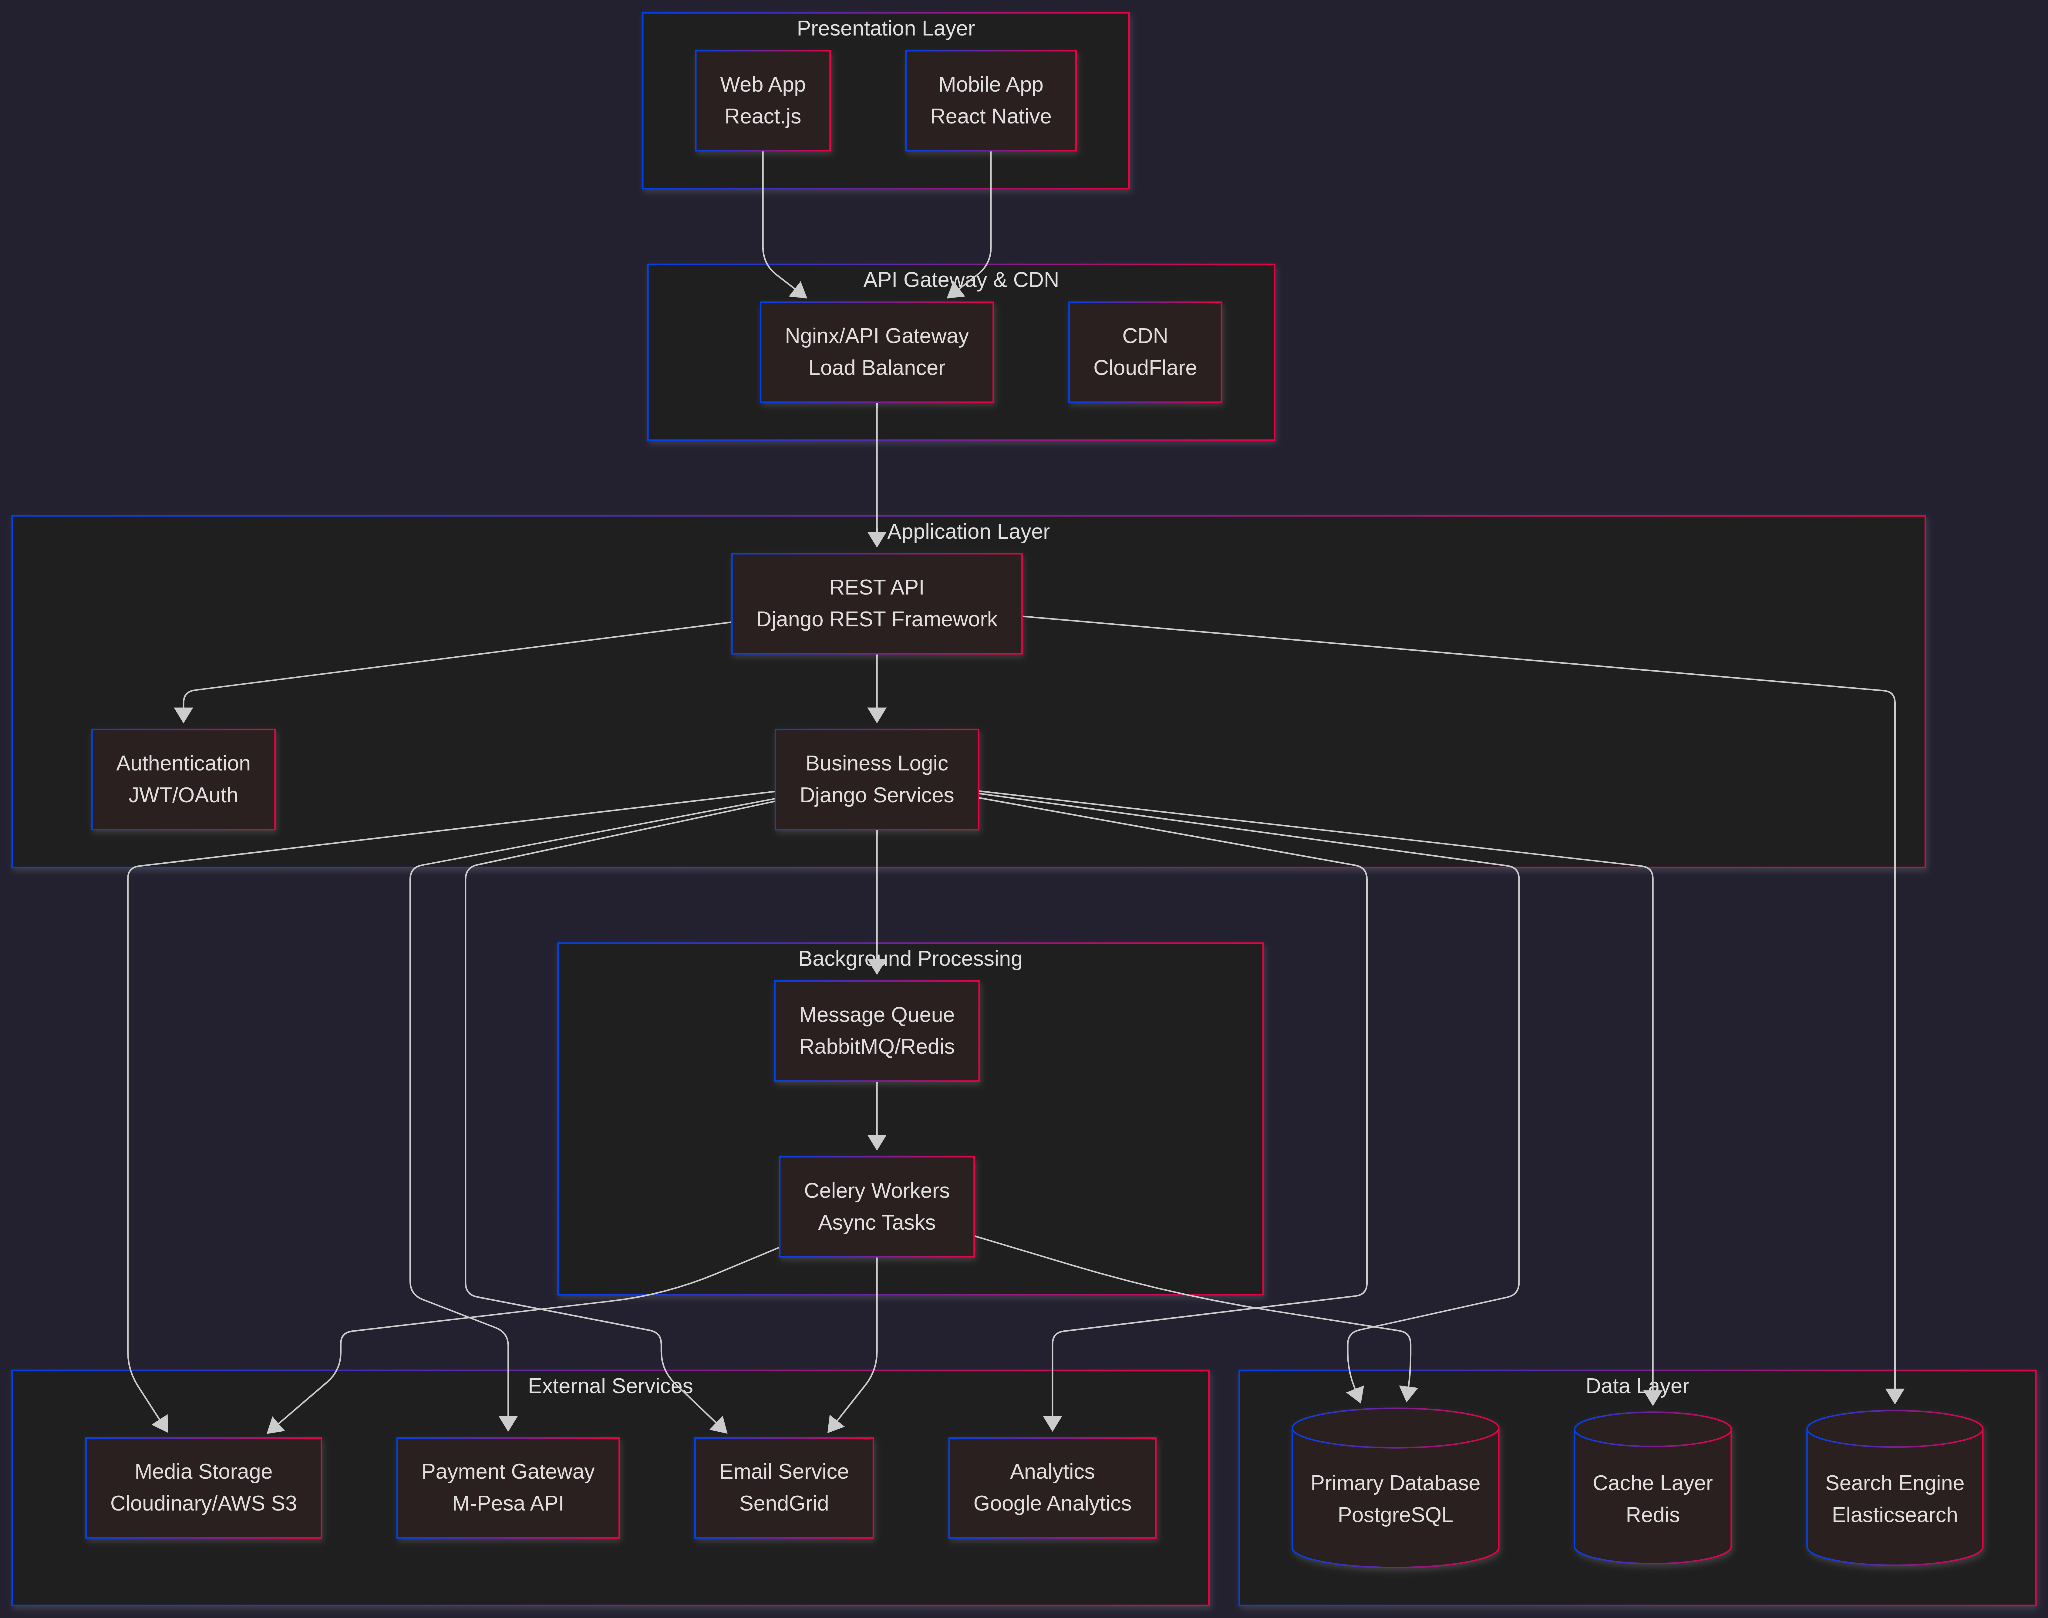 Presentation Layer
Web App
React.js
Mobile App
React Native
API Gateway & CDN
Nginx/API Gateway
Load Balancer
CDN
CloudFlare
Application Layer
REST API
Django REST Framework
Authentication
JWT/OAuth
Business Logic
Django Services
Background Processing
Message Queue
RabbitMQ/Redis
Celery Workers
Async Tasks
External Services
Media Storage
Cloudinary/AWS S3
Payment Gateway
M-Pesa API
Email Service
SendGrid
Analytics
Google Analytics
Data Layer
Primary Database
PostgreSQL
Cache Layer
Redis
Search Engine
Elasticsearch